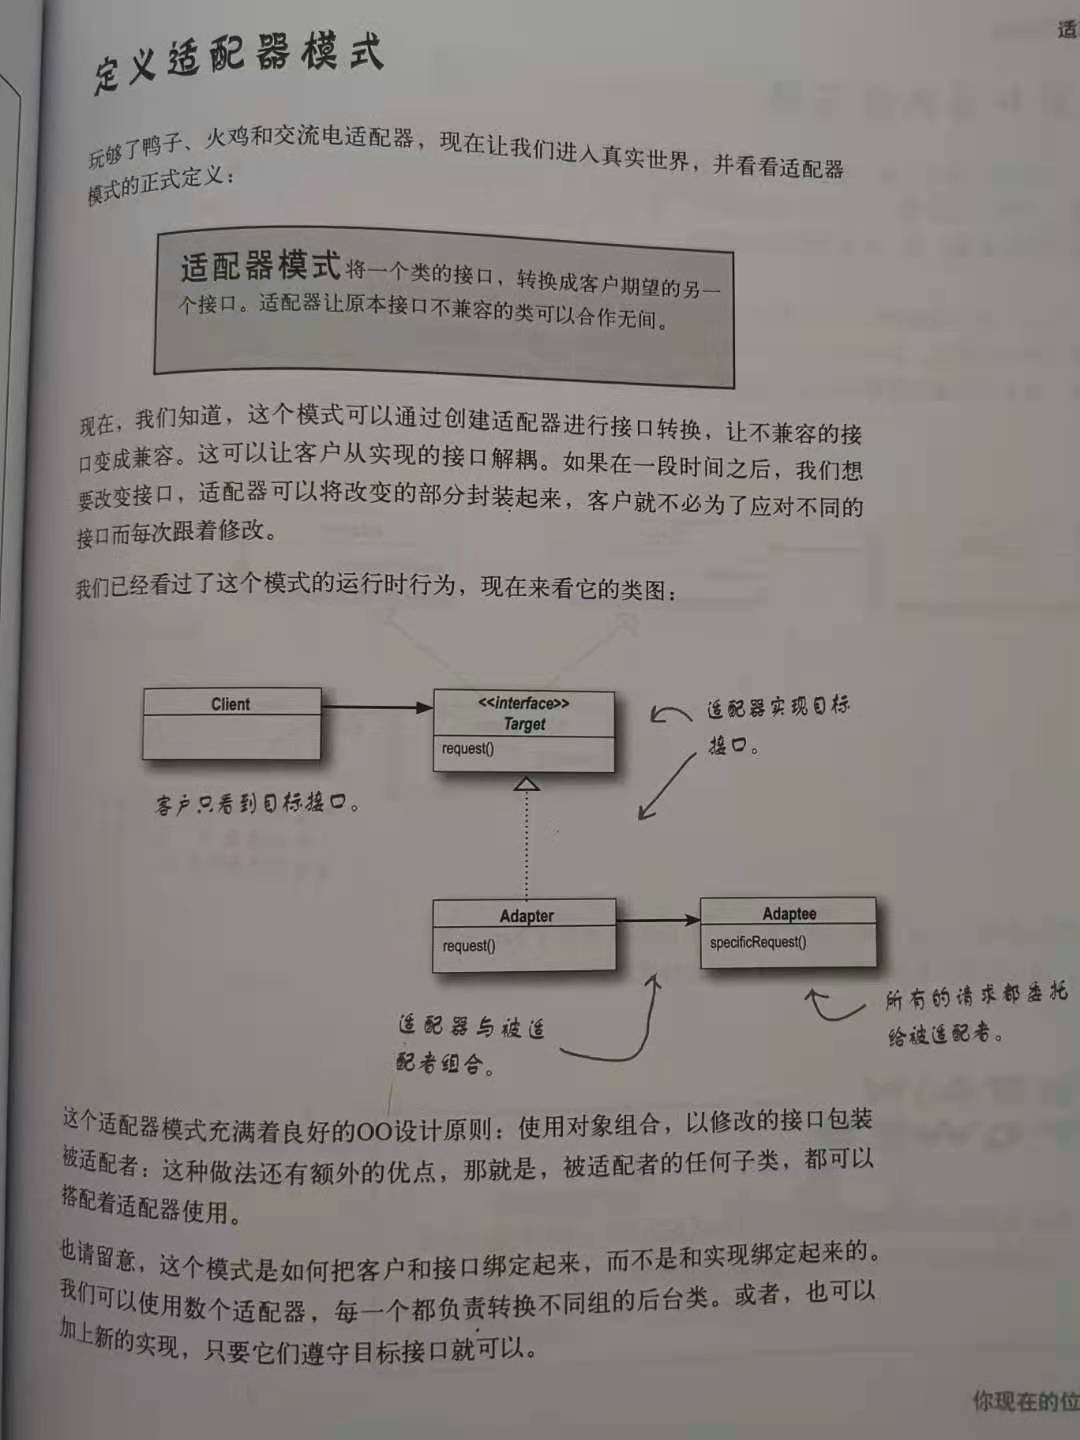 适
定义适配器模式
玩够了鸭子、火鸡和交流电适配器，现在让我们进入真实世界，并看看适配器
模式的正式定义：
适配器模式将一个类的接口，转换成客户期望的另一
个接口。适配器让原本接口不兼容的类可以合作无间。
现在，我们知道，这个模式可以通过创建适配器进行接口转换，让不兼容的接
口变成兼容。这可以让客户从实现的接口解耦。如果在一段时间之后，我们想
要改变接口，适配器可以将改变的部分封装起来，客户就不必为了应对不同的
接口而每次跟着修改。
我们已经看过了这个模式的运行时行为，现在来看它的类图：
Client
<<interface>>
Target
request()
适配器实现目标
接口。
客户只看到目标接口。
Adapter
request()
Adaptee
specificRequest()
适配器与被适
配者组合。
所有的请求都委托
给被适配者。
这个适配器模式充满着良好的OO设计原则：使用对象组合，以修改的接口包装
被适配者；这种做法还有额外的优点，那就是，被适配者的任何子类，都可以
搭配着适配器使用。
也请留意，这个模式是如何把客户和接口绑定起来，而不是和实现绑定起来的。
我们可以使用数个适配器，每一个都负责转换不同组的后台类。或者，也可以
加上新的实现，只要它们遵守目标接口就可以。
你现在的位